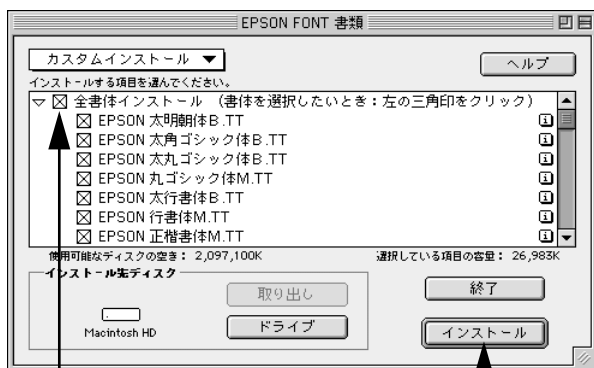 EPSON FONT 書類
カスタムインストール ▼
ヘルプ
インストールする項目を選んでください。
全書体インストール (書体を選択したいとき：左の三角印をクリック)
EPSON 太明朝体B.TT
EPSON 太角ゴシック体B.TT
EPSON 太丸ゴシック体B.TT
EPSON 丸ゴシック体M.TT
EPSON 太行書体B.TT
EPSON 行書体M.TT
EPSON 正楷書体M.TT
使用可能なディスクの空き： 2,097,100K
選択している項目の容量： 26,983K
インストール先ディスク
取り出し
終了
Macintosh HD
ドライブ
インストール